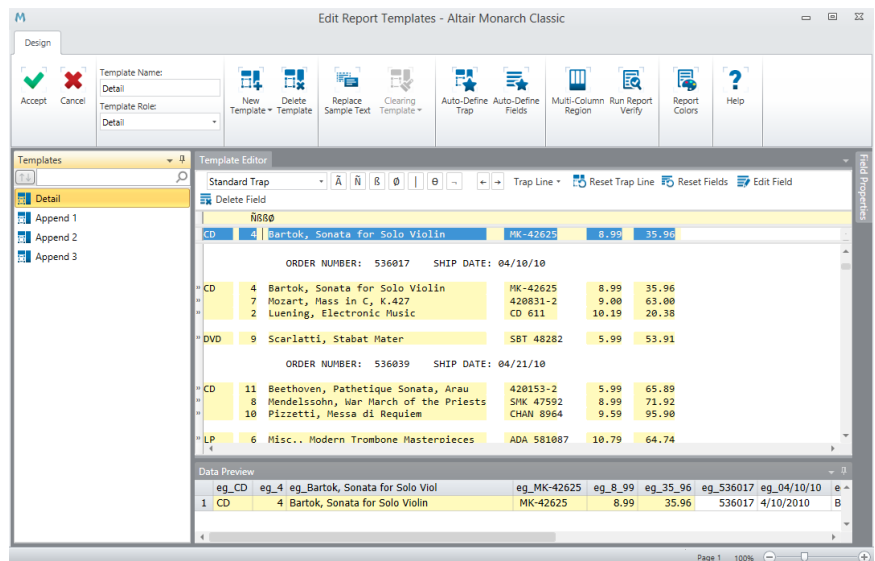 M Edit Report Templates - Altair Monarch Classic
Design
Accept
Cancel
Template Name:
Detail
Template Role:
Detail
New Template
Delete Template
Replace Sample Text
Clearing Template
Auto-Define Trap
Auto-Define Fields
Multi-Column Region
Run Report Verify
Report Colors
? Help
Templates
Detail
Append 1
Append 2
Append 3
Template Editor
Standard Trap Ã Ñ ß Ø | Ѳ ¬ ← → Trap Line Reset Trap Line Reset Fields Edit Field
Delete Field
ÑßßØ
CD 4 Bartok, Sonata for Solo Violin MK-42625 8.99 35.96
ORDER NUMBER: 536017 SHIP DATE: 04/10/10
» CD 4 Bartok, Sonata for Solo Violin MK-42625 8.99 35.96
» 7 Mozart, Mass in C, K.427 420831-2 9.00 63.00
» 2 Luening, Electronic Music CD 611 10.19 20.38
» DVD 9 Scarlatti, Stabat Mater SBT 48282 5.99 53.91
ORDER NUMBER: 536039 SHIP DATE: 04/21/10
» CD 11 Beethoven, Pathetique Sonata, Arau 420153-2 5.99 65.89
» 8 Mendelssohn, War March of the Priests SMK 47592 8.99 71.92
» 10 Pizzetti, Messa di Requiem CHAN 8964 9.59 95.90
» LP 6 Misc., Modern Trombone Masterpieces ADA 581087 10.79 64.74
Field Properties
Data Preview
eg_CD eg_4 eg_Bartok, Sonata for Solo Viol eg_MK-42625 eg_8_99 eg_35_96 eg_536017 eg_04/10/10 e
1 CD 4 Bartok, Sonata for Solo Violin MK-42625 8.99 35.96 536017 4/10/2010 B
Page 1 100%